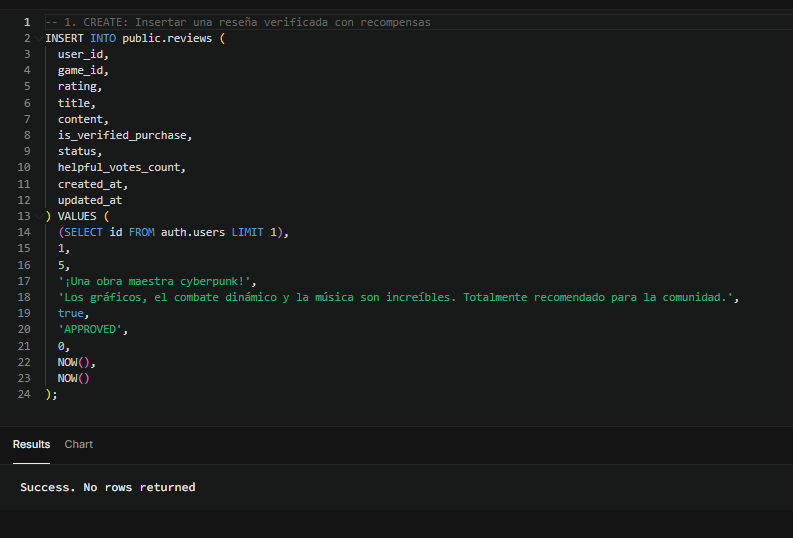 1 -- 1. CREATE: Insertar una reseña verificada con recompensas
2 INSERT INTO public.reviews (
3 user_id,
4 game_id,
5 rating,
6 title,
7 content,
8 is_verified_purchase,
9 status,
10 helpful_votes_count,
11 created_at,
12 updated_at
13 ) VALUES (
14 (SELECT id FROM auth.users LIMIT 1),
15 1,
16 5,
17 '¡Una obra maestra cyberpunk!',
18 'Los gráficos, el combate dinámico y la música son increíbles. Totalmente recomendado para la comunidad.',
19 true,
20 'APPROVED',
21 0,
22 NOW(),
23 NOW()
24 );
Results Chart
Success. No rows returned